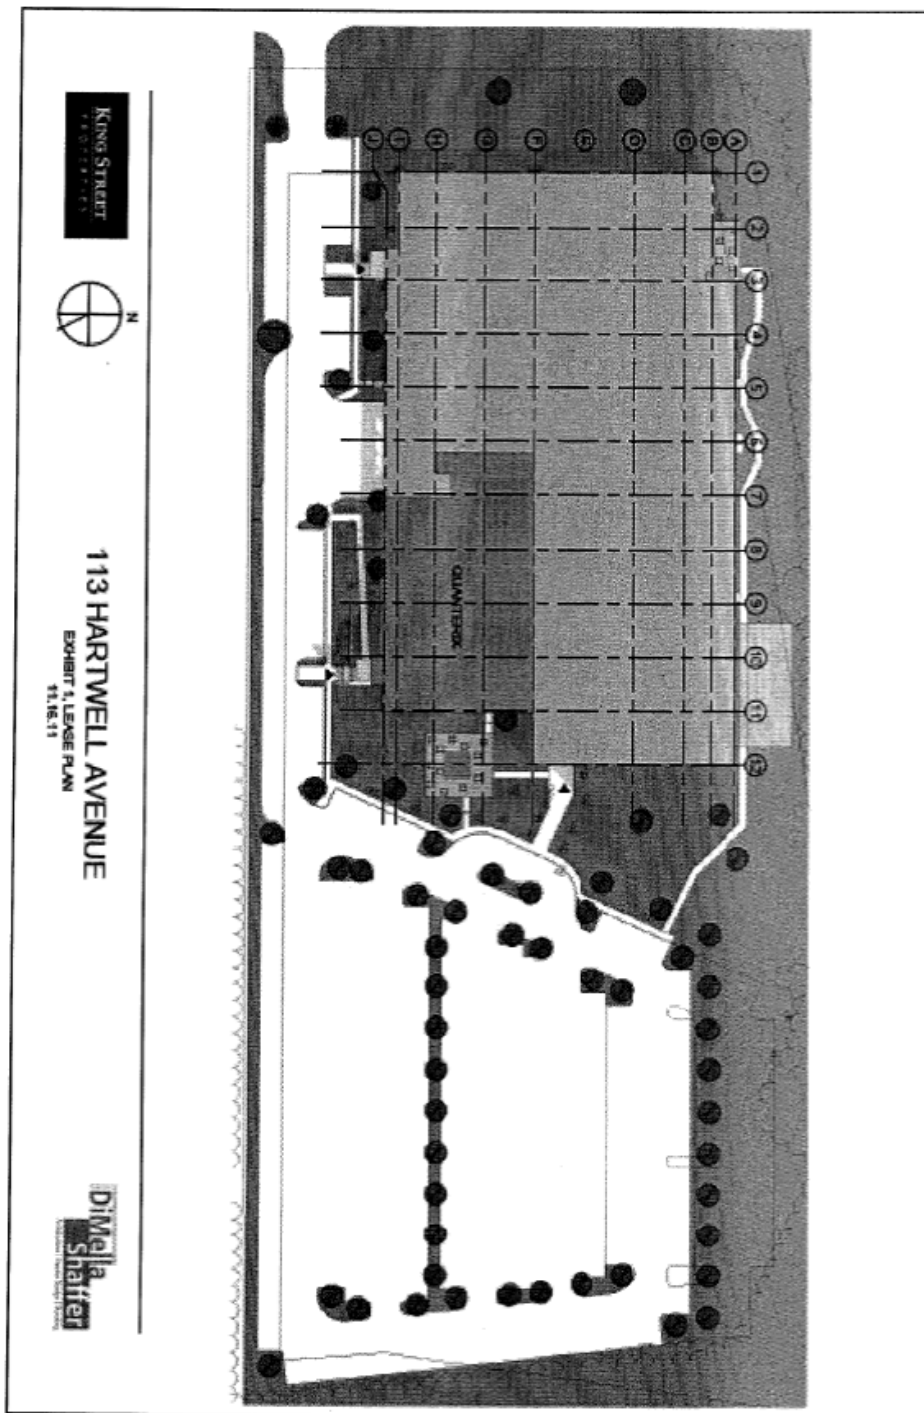 KING STREET
PROPERTIES
N
113 HARTWELL AVENUE
EXHIBIT 1, LEASE PLAN
11.16.11
DiMella
Shaffer
J I H G F E D C B A
1
2
3
4
5
6
7
8
9
10
11
12
QUANTERIX